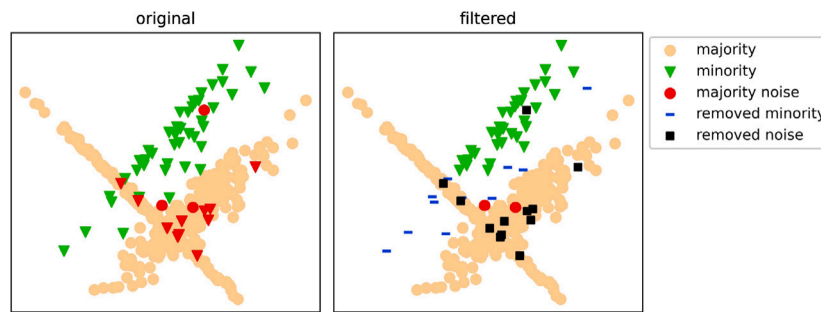 original
filtered
majority
minority
majority noise
removed minority
removed noise